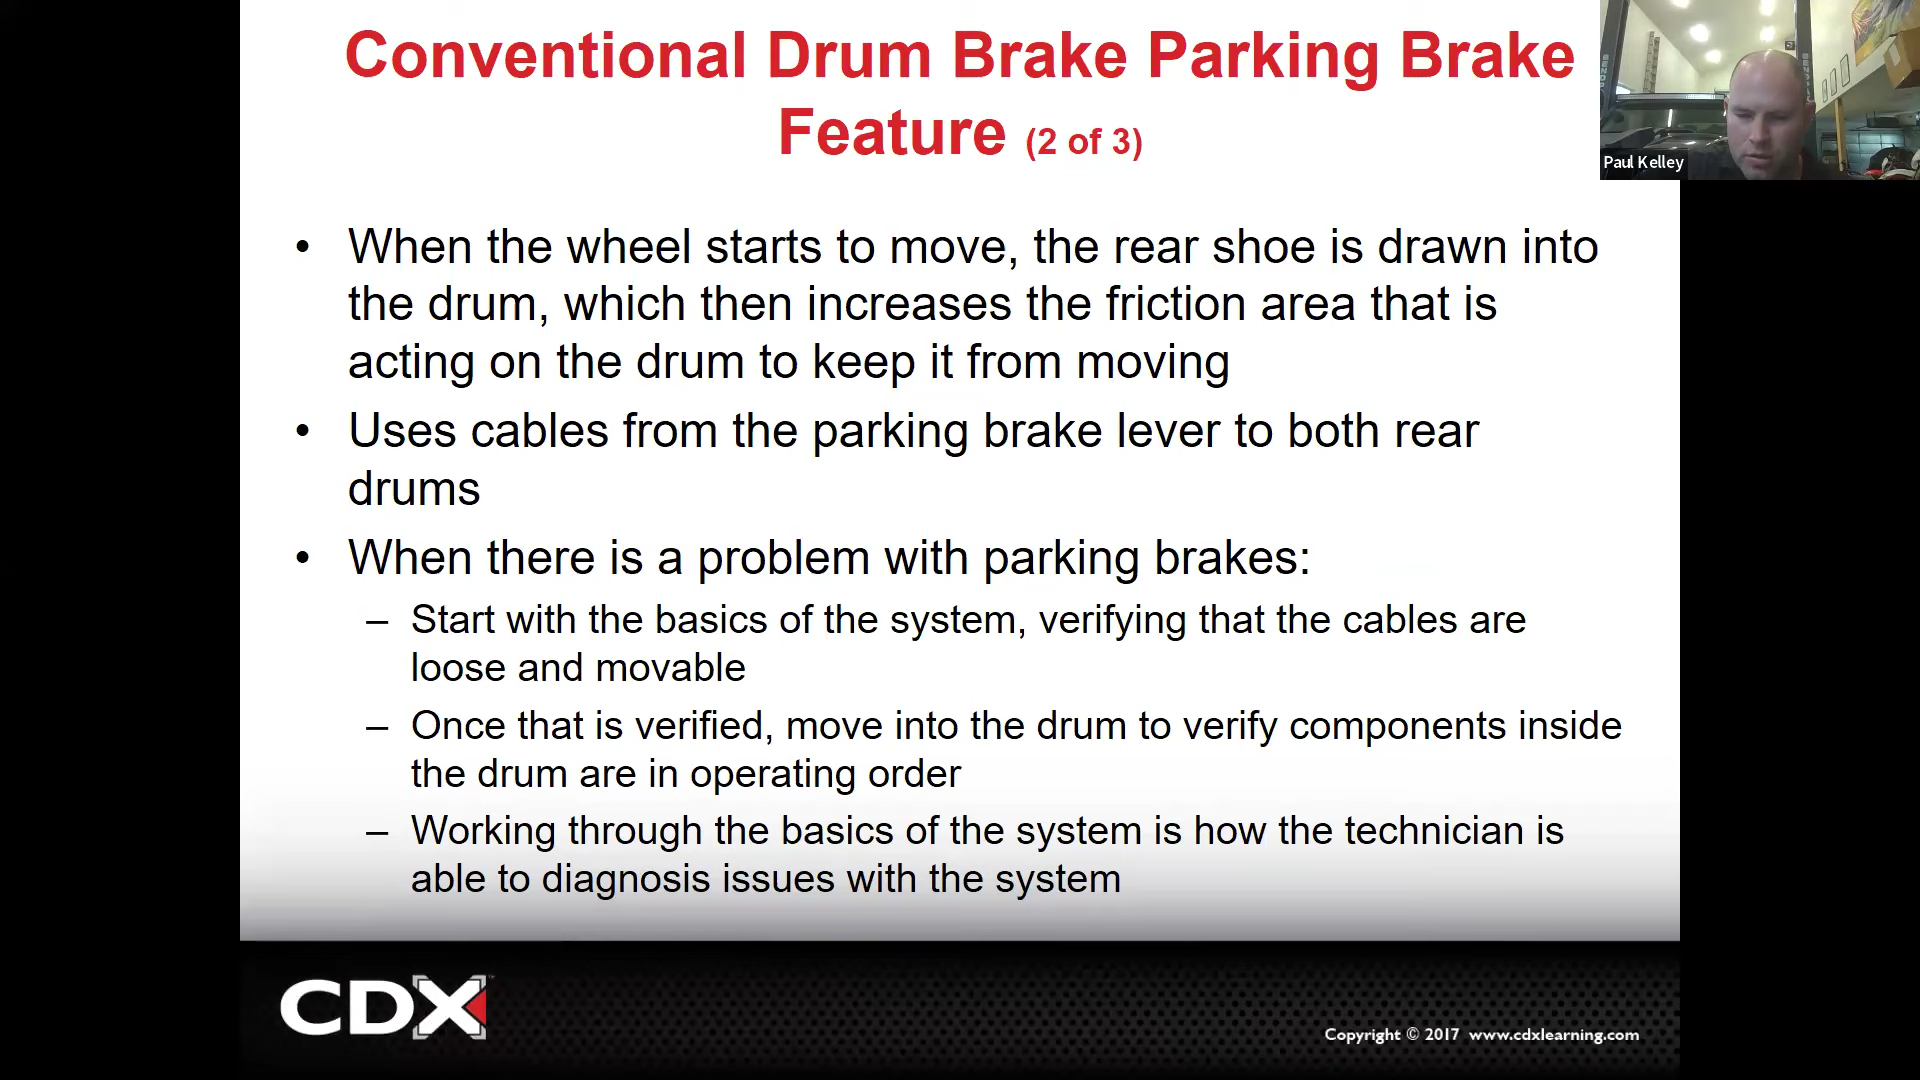 Conventional Drum Brake Parking Brake
Feature (2 of 3)
Paul Kelley
• When the wheel starts to move, the rear shoe is drawn into
the drum, which then increases the friction area that is
acting on the drum to keep it from moving
• Uses cables from the parking brake lever to both rear
drums
• When there is a problem with parking brakes:
– Start with the basics of the system, verifying that the cables are
loose and movable
– Once that is verified, move into the drum to verify components inside
the drum are in operating order
– Working through the basics of the system is how the technician is
able to diagnosis issues with the system
CDX
Copyright © 2017 www.cdxlearning.com